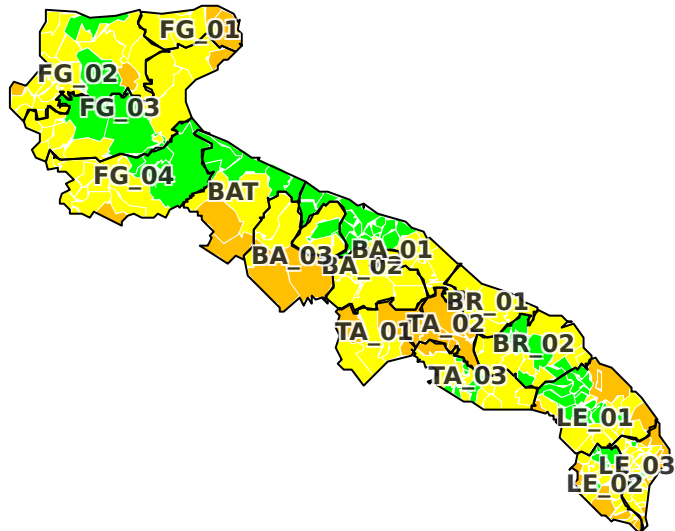 FG_01
FG_02
FG_03
FG_04
BAT
BA_01
BA_03
BA_02
BR_01
TA_02
TA_01
BR_02
TA_03
LE_01
LE_03
LE_02